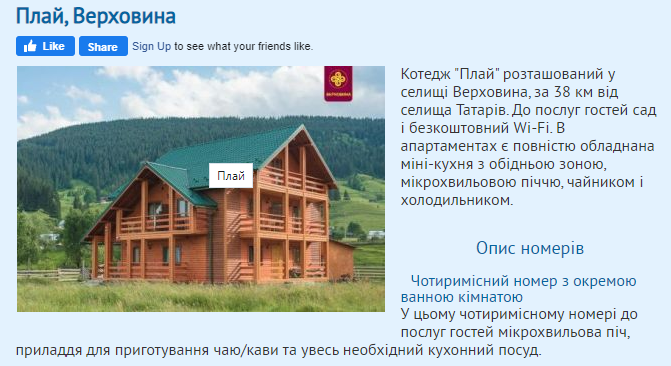 Плай, Верховина
Like Share Sign Up to see what your friends like.
ВЕРХОВИНА
Плай
Котедж "Плай" розташований у
селищі Верховина, за 38 км від
селища Татарів. До послуг гостей сад
і безкоштовний Wi-Fi. В
апартаментах є повністю обладнана
міні-кухня з обідньою зоною,
мікрохвильовою піччю, чайником і
холодильником.
Опис номерів
Чотиримісний номер з окремою
ванною кімнатою
У цьому чотиримісному номері до
послуг гостей мікрохвильова піч,
приладдя для приготування чаю/кави та увесь необхідний кухонний посуд.